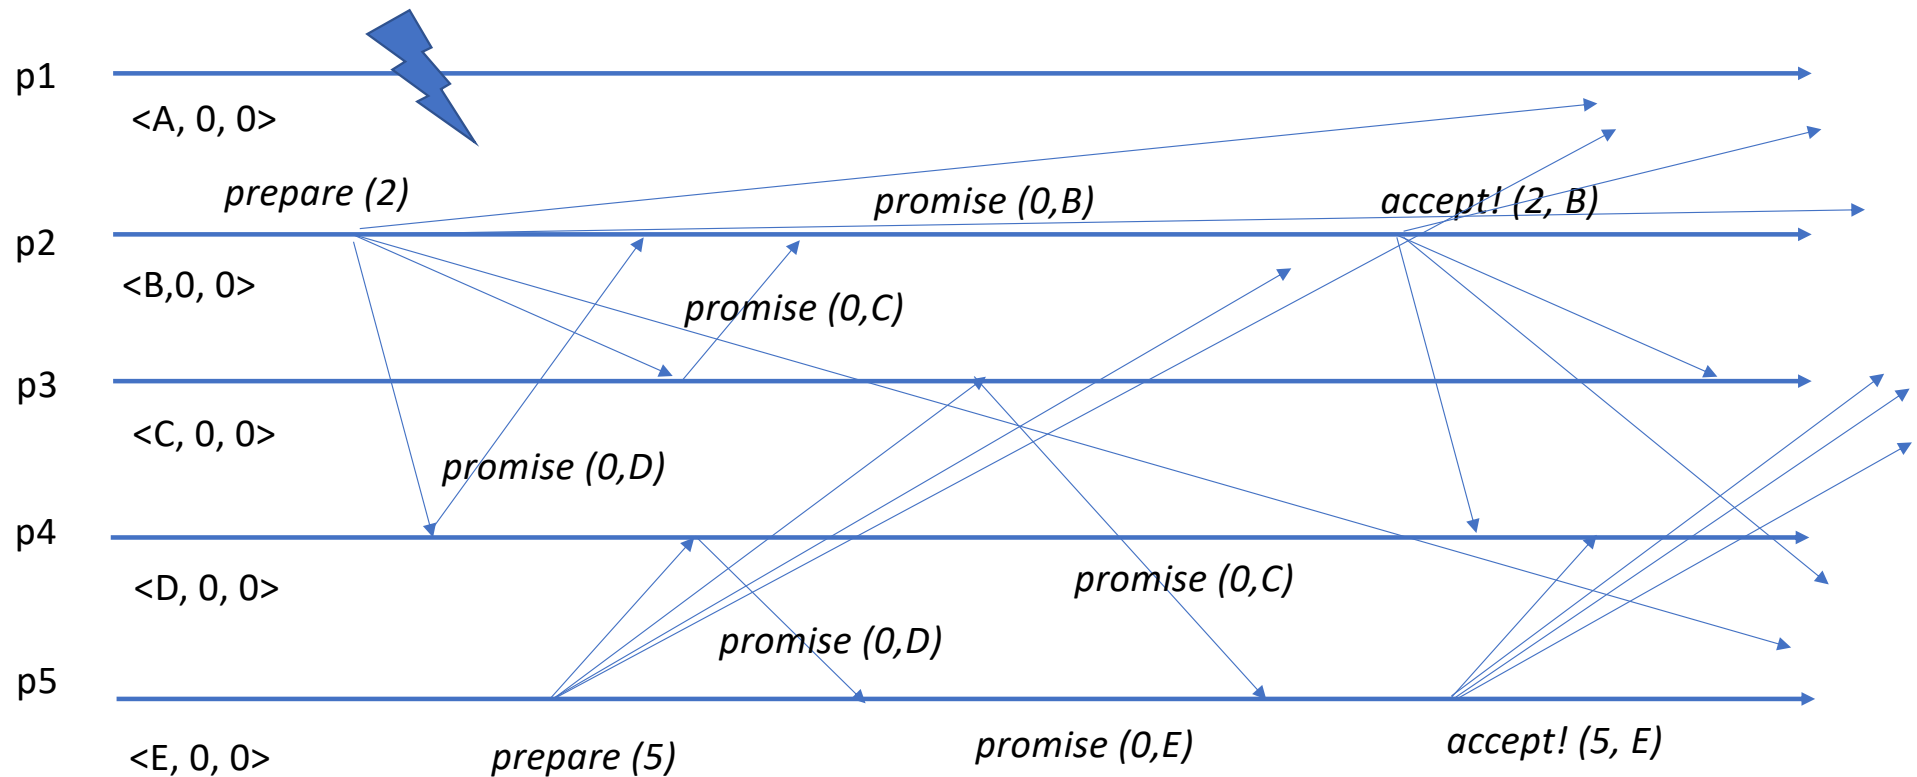 p1
<A, 0, 0>
prepare (2)
promise (0,B)
accept! (2, B)
p2
<B,0, 0>
promise (0,C)
p3
<C, 0, 0>
promise (0,D)
p4
<D, 0, 0>
promise (0,C)
promise (0,D)
p5
<E, 0, 0>
prepare (5)
promise (0,E)
accept! (5, E)